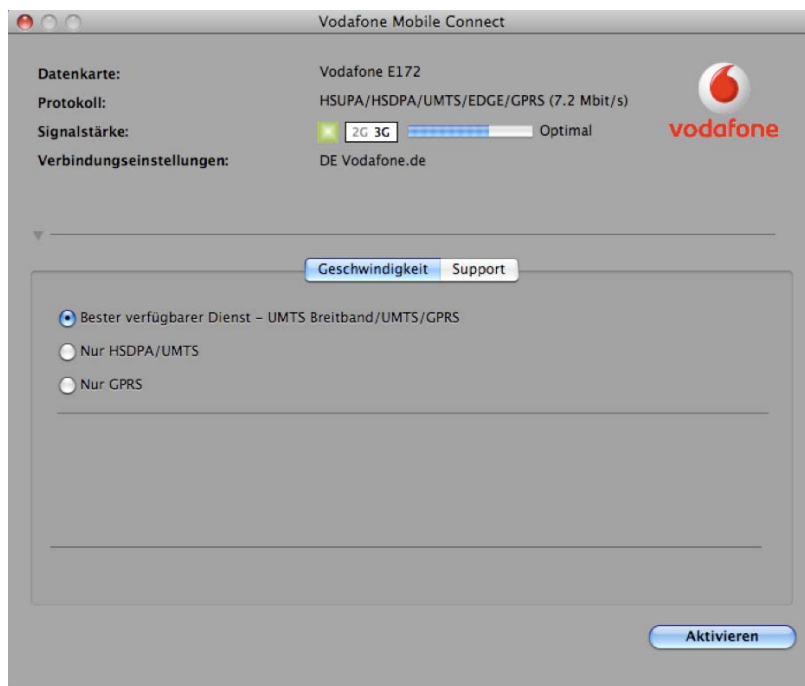 Vodafone Mobile Connect
Datenkarte: Vodafone E172
Protokoll: HSUPA/HSDPA/UMTS/EDGE/GPRS (7.2 Mbit/s)
Signalstärke: 2G 3G Optimal
Verbindungseinstellungen: DE Vodafone.de
vodafone
Geschwindigkeit Support
Bester verfügbarer Dienst – UMTS Breitband/UMTS/GPRS
Nur HSDPA/UMTS
Nur GPRS
Aktivieren